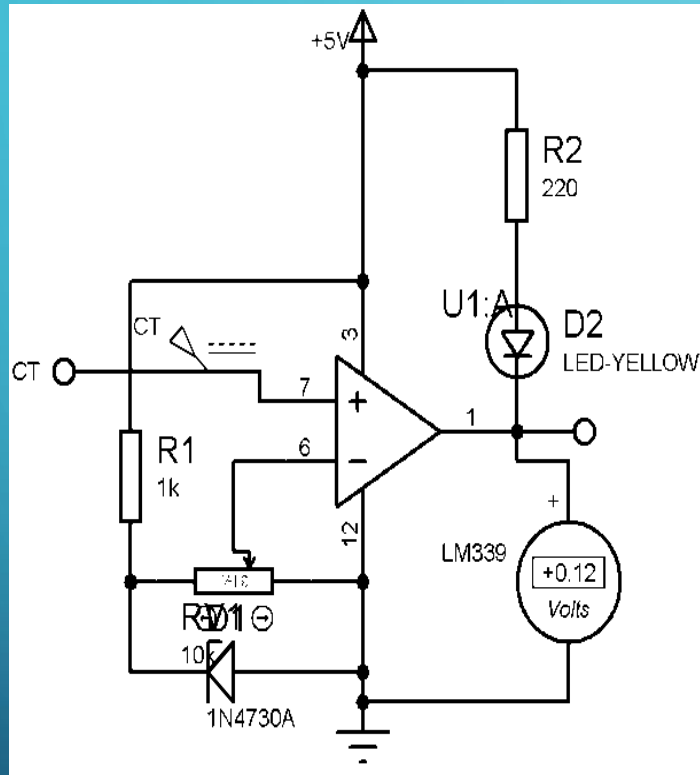 +5V
R2
220
U1:A
D2
LED-YELLOW
CT
CT
3
7
+
1
6
−
R1
1k
12
+
LM339
+0.12
Volts
10k
1N4730A